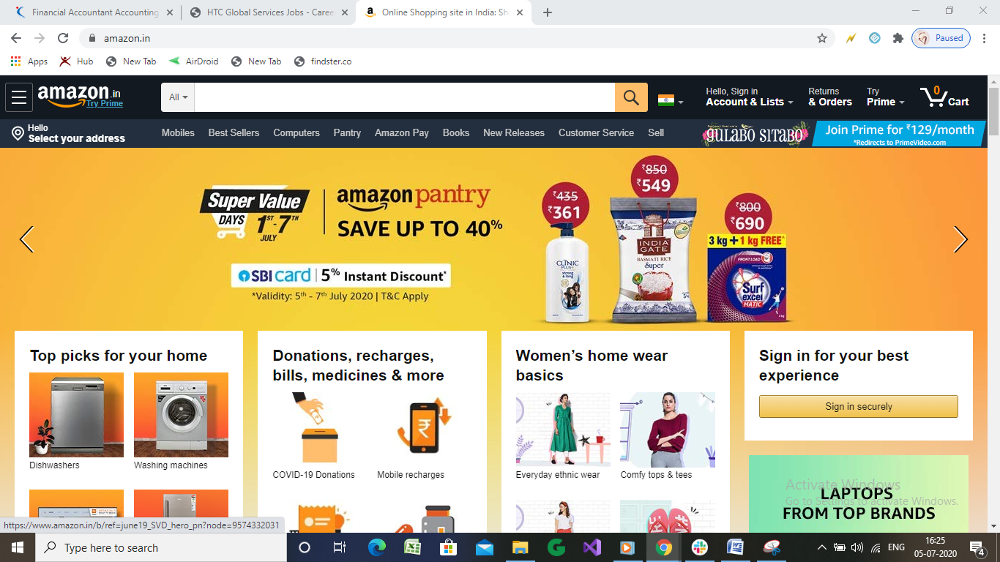 Financial Accountant Accounting
HTC Global Services Jobs - Caree
Online Shopping site in India: Sh
amazon.in
Paused
Apps
Hub
New Tab
AirDroid
New Tab
findster.co
amazon.in
Try Prime
All
Hello, Sign in
Account & Lists
Returns
& Orders
Try
Prime
0
Cart
Hello
Select your address
Mobiles
Best Sellers
Computers
Pantry
Amazon Pay
Books
New Releases
Customer Service
Sell
GULABO SITABO
Join Prime for ₹129/month
*Redirects to PrimeVideo.com
Super Value
DAYS 1ST-7TH
JULY
amazon pantry
SAVE UP TO 40%
SBI card | 5% Instant Discount*
*Validity: 5th - 7th July 2020 | T&C Apply
₹435
₹361
₹850
₹549
₹800
₹690
CLINIC
PLUS+
strong
& long
INDIA
GATE
BASMATI RICE
Super
3 kg + 1 kg FREE^
FRONT LOAD
Surf
excel
MATIC
Top picks for your home
Dishwashers
Washing machines
Donations, recharges,
bills, medicines & more
COVID-19 Donations
Mobile recharges
Women's home wear
basics
Everyday ethnic wear
Comfy tops & tees
Sign in for your best
experience
Sign in securely
LAPTOPS
FROM TOP BRANDS
Activate Windows
Go to Settings to activate Windows.
https://www.amazon.in/b/ref=june19_SVD_hero_pn?node=9574332031
Type here to search
ENG
16:25
05-07-2020
4